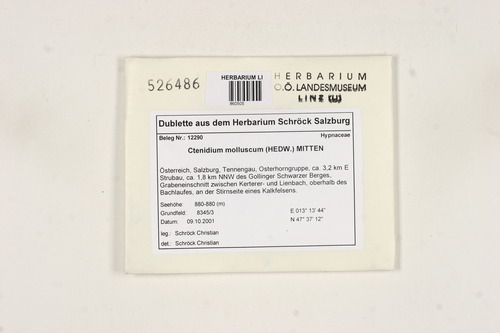 526486
HERBARIUM LI
HERBARIUM
O.Ö. LANDESMUSEUM
LINZ (LI)
Dublette aus dem Herbarium Schröck Salzburg
Beleg Nr.: 12290
Hypnaceae
Ctenidium molluscum (HEDW.) MITTEN
Österreich, Salzburg, Tennengau, Osterhorngruppe, ca. 3,2 km E
Strubau, ca. 1,8 km NNW des Gollinger Schwarzer Berges,
Grabeneinschnitt zwischen Kerterer- und Lienbach, oberhalb des
Bachlaufes, an der Stirnseite eines Kalkfelsens.
Seehöhe: 880-880 (m)
E 013° 13' 44"
Grundfeld: 8345/3
N 47° 37' 12"
Datum: 09.10.2001
leg.: Schröck Christian
det.: Schröck Christian